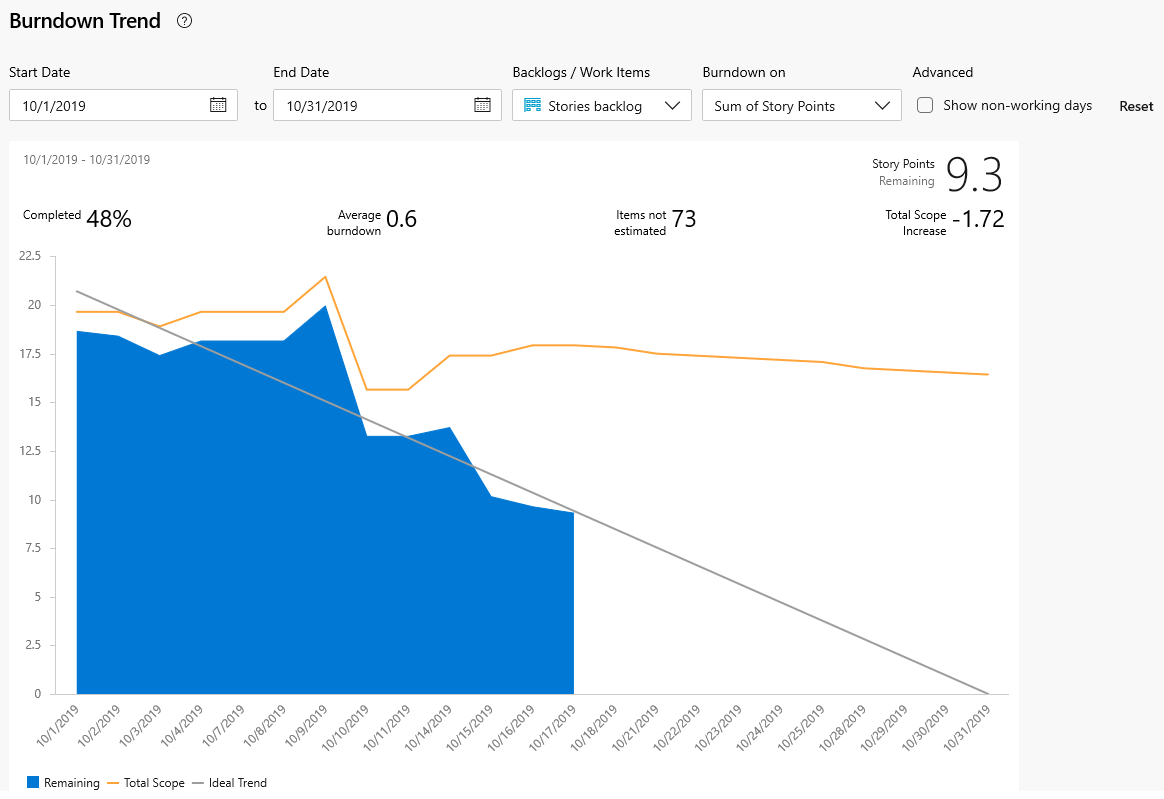 Burndown Trend ?
Start Date End Date Backlogs / Work Items Burndown on Advanced
10/1/2019 to 10/31/2019 Stories backlog Sum of Story Points Show non-working days Reset
10/1/2019 - 10/31/2019
Story Points
Remaining
9.3
Completed 48%
Average
burndown
0.6
Items not
estimated
73
Total Scope
Increase
-1.72
22.5
20
17.5
15
12.5
10
7.5
5
2.5
0
10/1/2019
10/2/2019
10/3/2019
10/4/2019
10/7/2019
10/8/2019
10/9/2019
10/10/2019
10/11/2019
10/14/2019
10/15/2019
10/16/2019
10/17/2019
10/18/2019
10/21/2019
10/22/2019
10/23/2019
10/24/2019
10/25/2019
10/28/2019
10/29/2019
10/30/2019
10/31/2019
Remaining Total Scope Ideal Trend